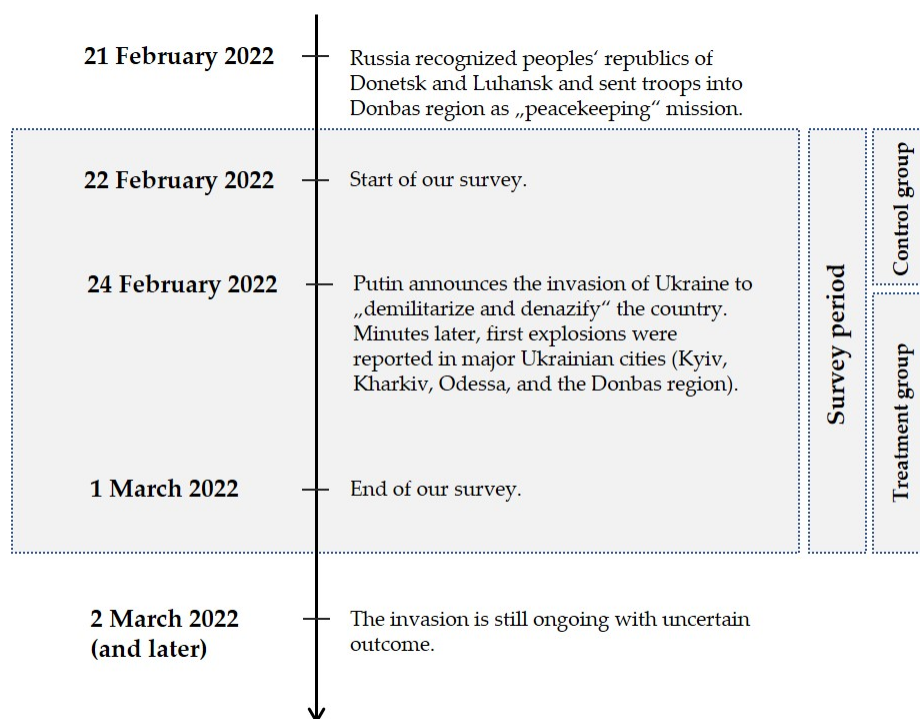 21 February 2022
Russia recognized peoples‘ republics of
Donetsk and Luhansk and sent troops into
Donbas region as „peacekeeping“ mission.
22 February 2022
Start of our survey.
24 February 2022
Putin announces the invasion of Ukraine to
„demilitarize and denazify“ the country.
Minutes later, first explosions were
reported in major Ukrainian cities (Kyiv,
Kharkiv, Odessa, and the Donbas region).
1 March 2022
End of our survey.
2 March 2022
(and later)
The invasion is still ongoing with uncertain
outcome.
Survey period
Control group
Treatment group